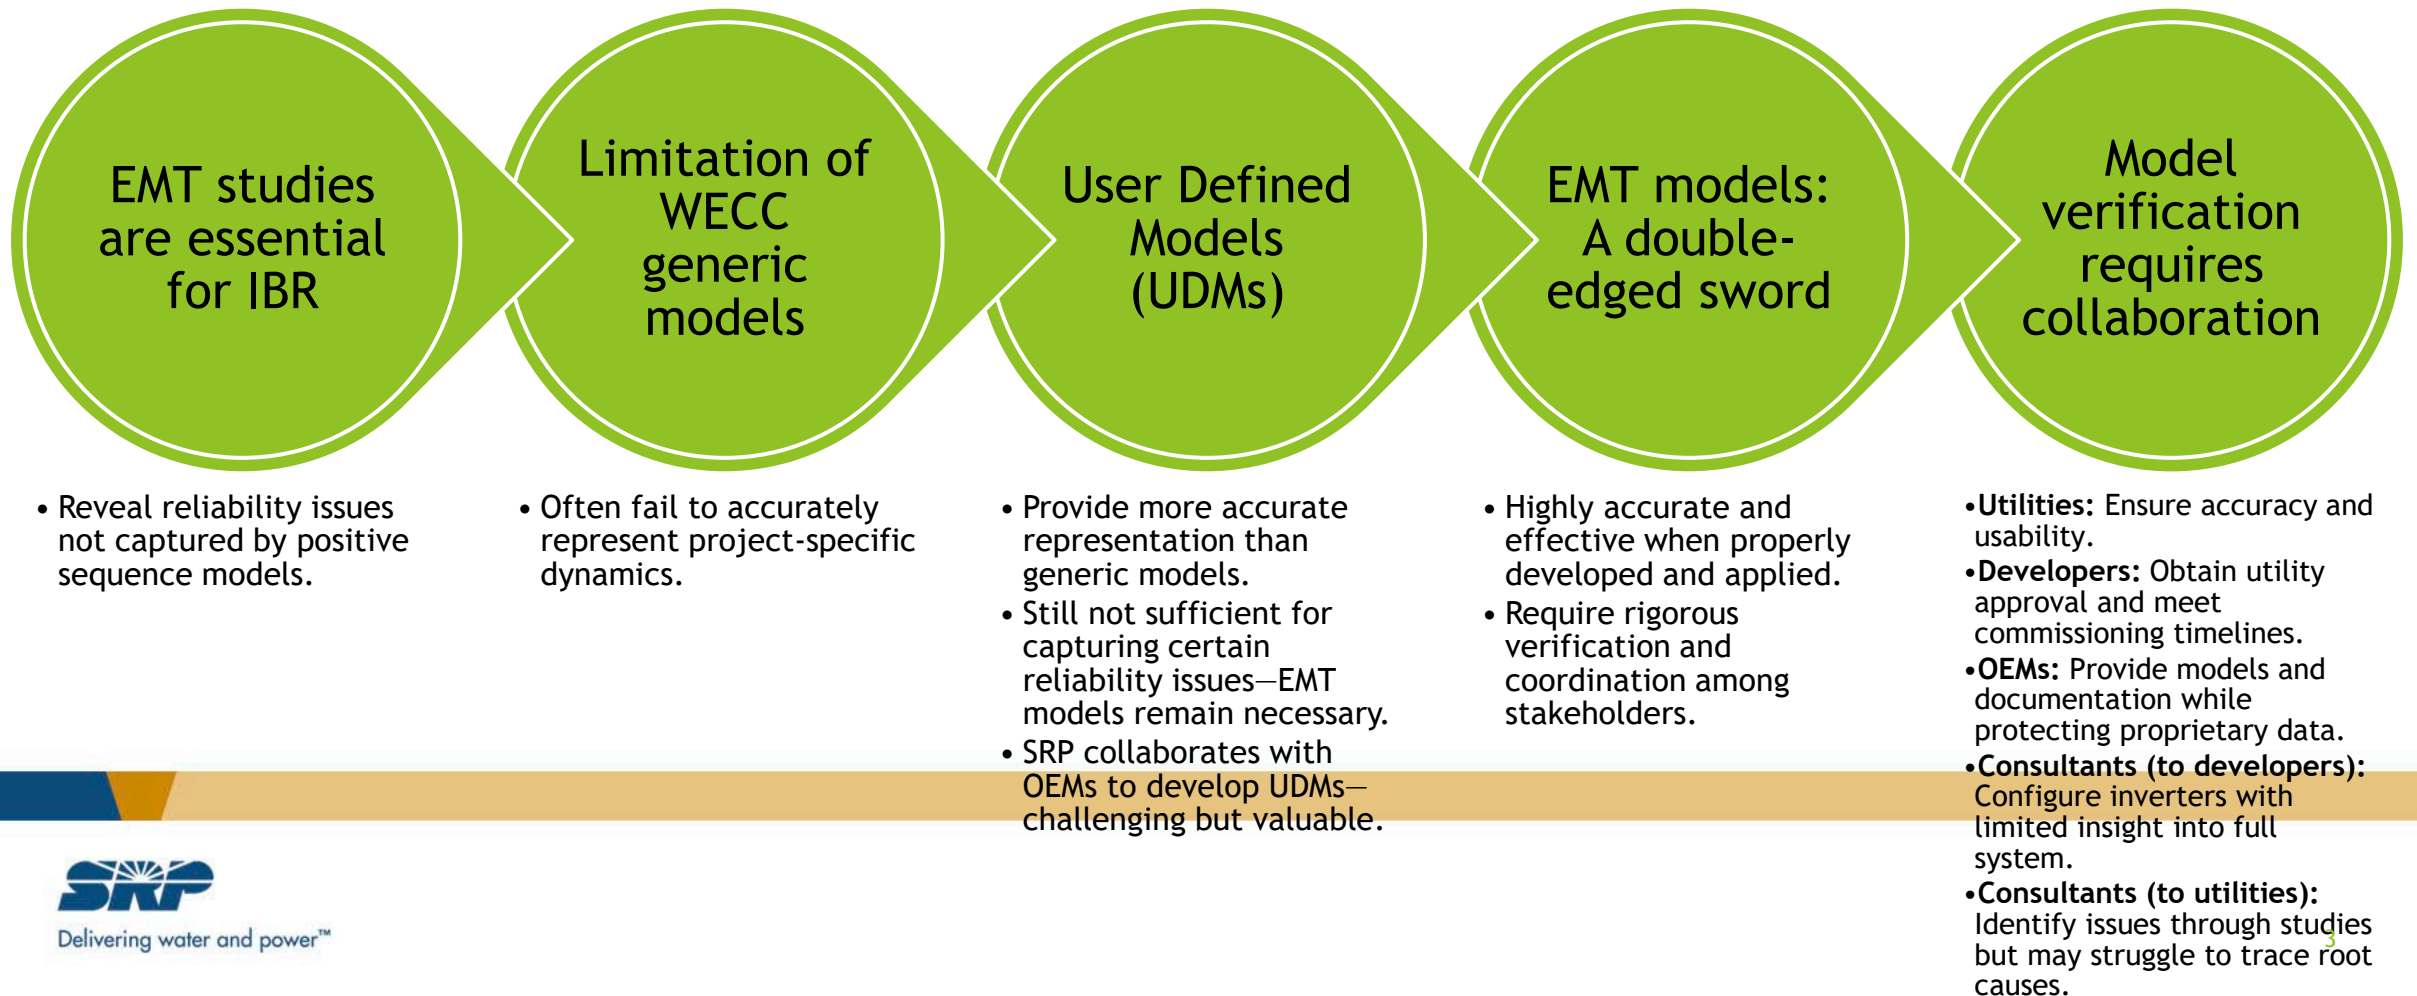 EMT studies
are essential
for IBR
Limitation of
WECC
generic
models
User Defined
Models
(UDMs)
EMT models:
A double-
edged sword
Model
verification
requires
collaboration
• Reveal reliability issues
not captured by positive
sequence models.
• Often fail to accurately
represent project-specific
dynamics.
• Provide more accurate
representation than
generic models.
• Still not sufficient for
capturing certain
reliability issues—EMT
models remain necessary.
• SRP collaborates with
OEMs to develop UDMs—
challenging but valuable.
• Highly accurate and
effective when properly
developed and applied.
• Require rigorous
verification and
coordination among
stakeholders.
•Utilities: Ensure accuracy and
usability.
•Developers: Obtain utility
approval and meet
commissioning timelines.
•OEMs: Provide models and
documentation while
protecting proprietary data.
•Consultants (to developers):
Configure inverters with
limited insight into full
system.
•Consultants (to utilities):
Identify issues through studies
but may struggle to trace root
causes.
SRP
Delivering water and power™
3